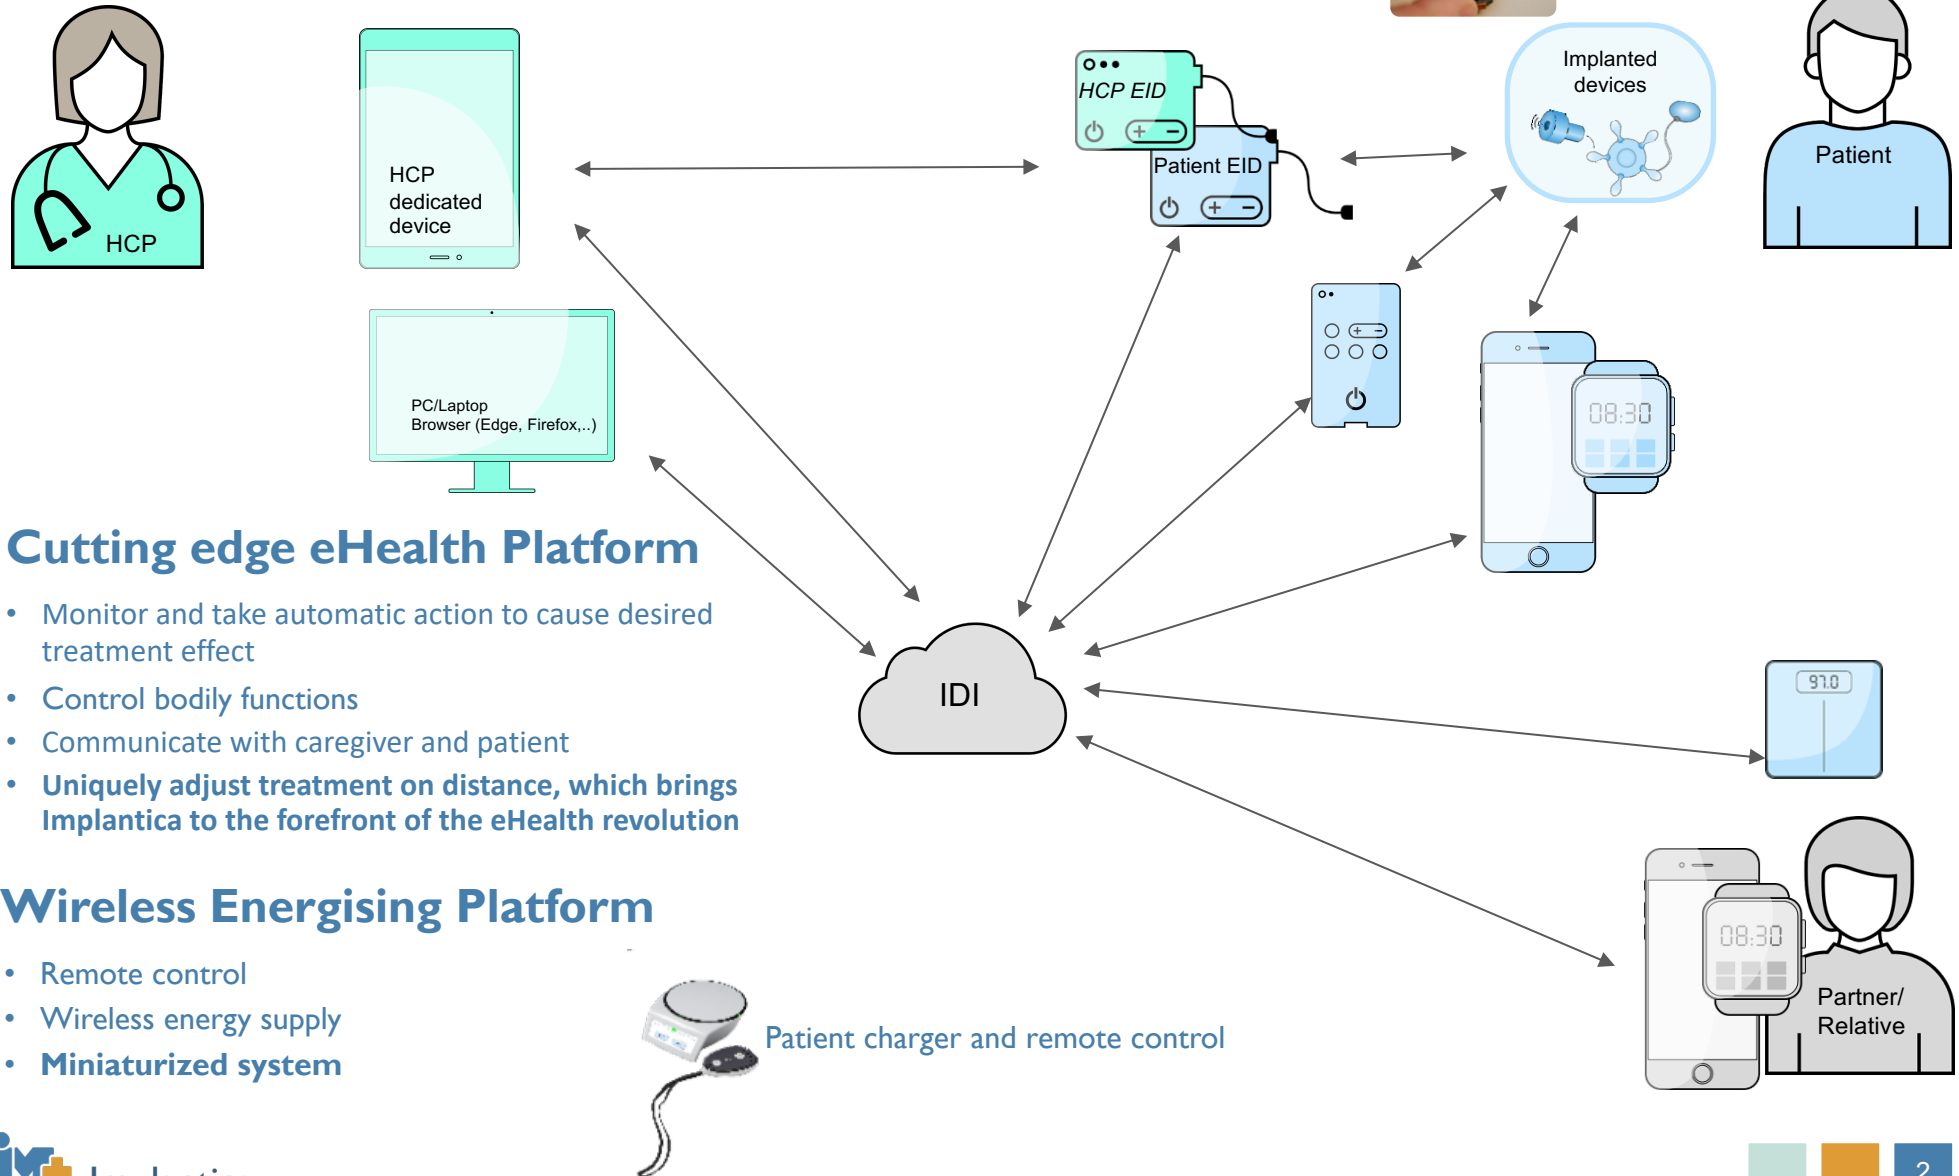 HCP
HCP
dedicated
device
HCP EID
Patient EID
Implanted
devices
Patient
PC/Laptop
Browser (Edge, Firefox,..)
08:30
Cutting edge eHealth Platform
• Monitor and take automatic action to cause desired
treatment effect
• Control bodily functions
• Communicate with caregiver and patient
• Uniquely adjust treatment on distance, which brings
Implantica to the forefront of the eHealth revolution
IDI
97.0
Wireless Energising Platform
• Remote control
• Wireless energy supply
• Miniaturized system
Patient charger and remote control
08:30
Partner/
Relative
2